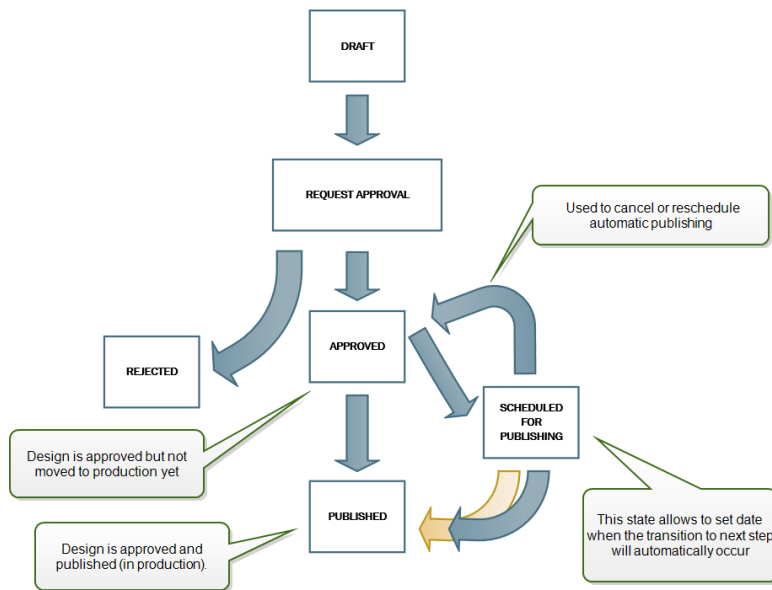 DRAFT
REQUEST APPROVAL
Used to cancel or reschedule
automatic publishing
APPROVED
REJECTED
SCHEDULED
FOR
PUBLISHING
Design is approved but not
moved to production yet
PUBLISHED
Design is approved and
published (in production).
This state allows to set date
when the transition to next step
will automatically occur